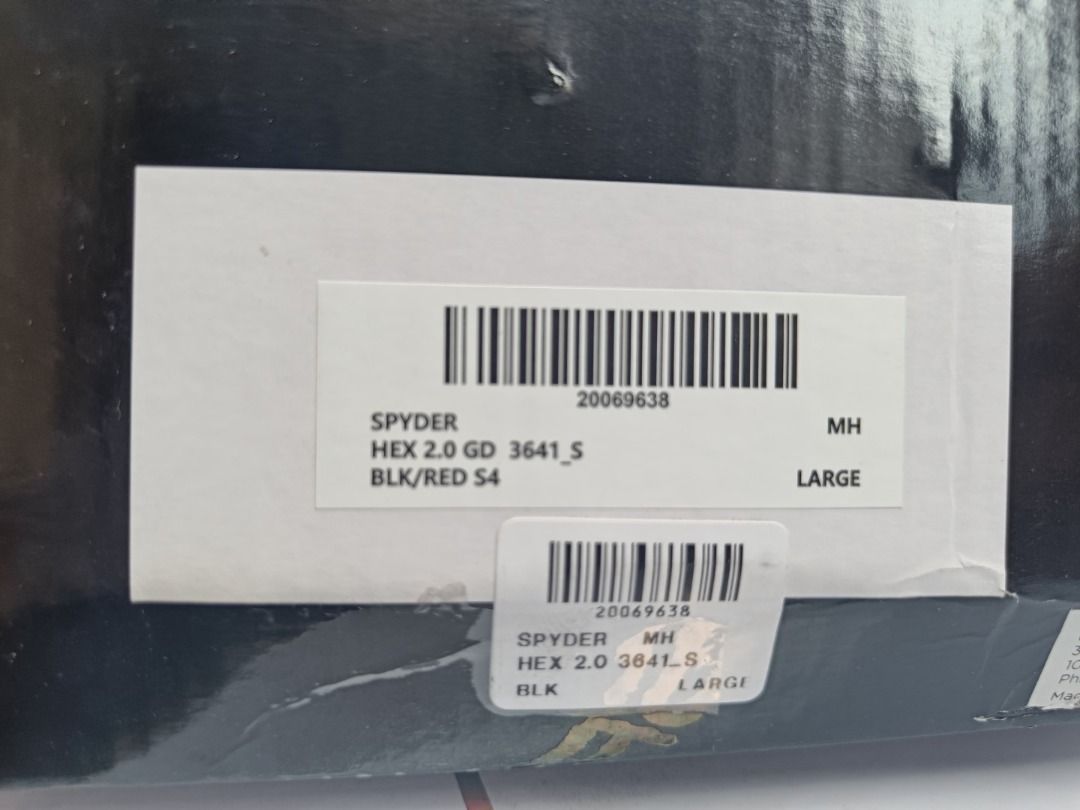 20069638
SPYDER MH
HEX 2.0 GD 3641_S
BLK/RED S4 LARGE
20069638
SPYDER MH
HEX 2.0 3641_S
BLK LARGE